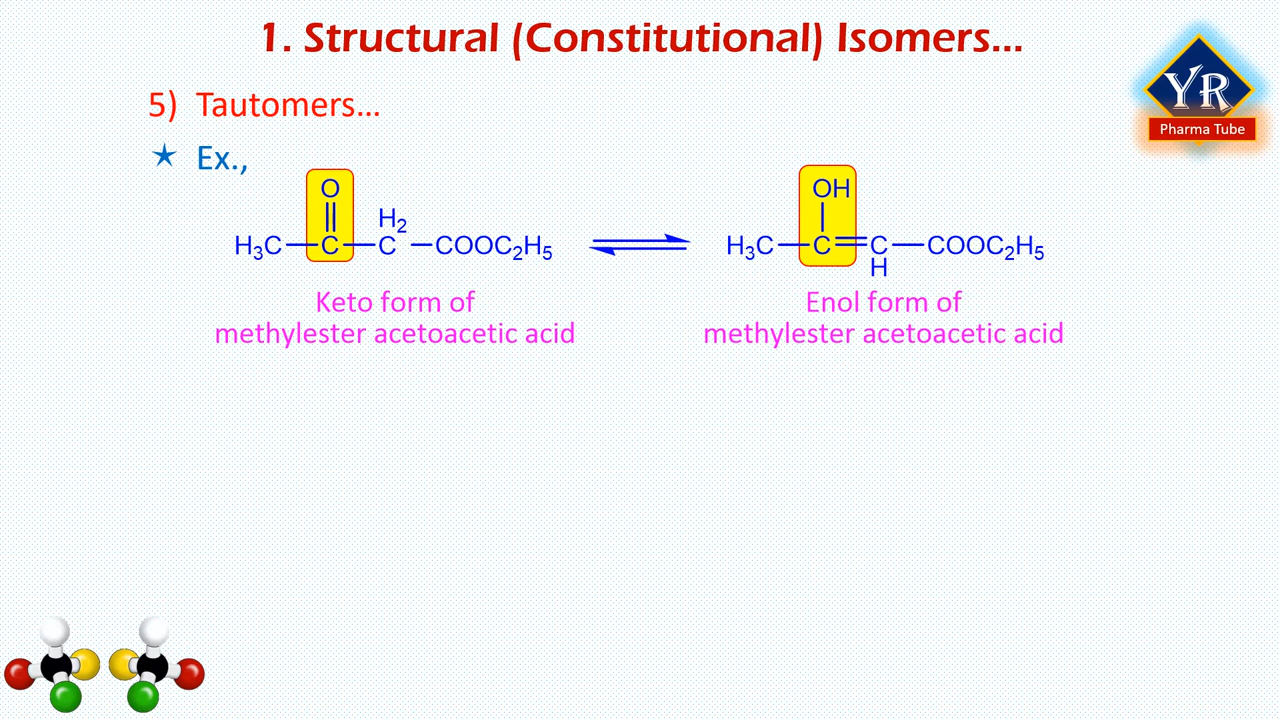 1. Structural (Constitutional) Isomers...
YR
Pharma Tube
5) Tautomers...
★ Ex.,
O
H₃C—C—C—COOC₂H₅
H₂
OH
H₃C—C=C—COOC₂H₅
H
Keto form of
methylester acetoacetic acid
Enol form of
methylester acetoacetic acid